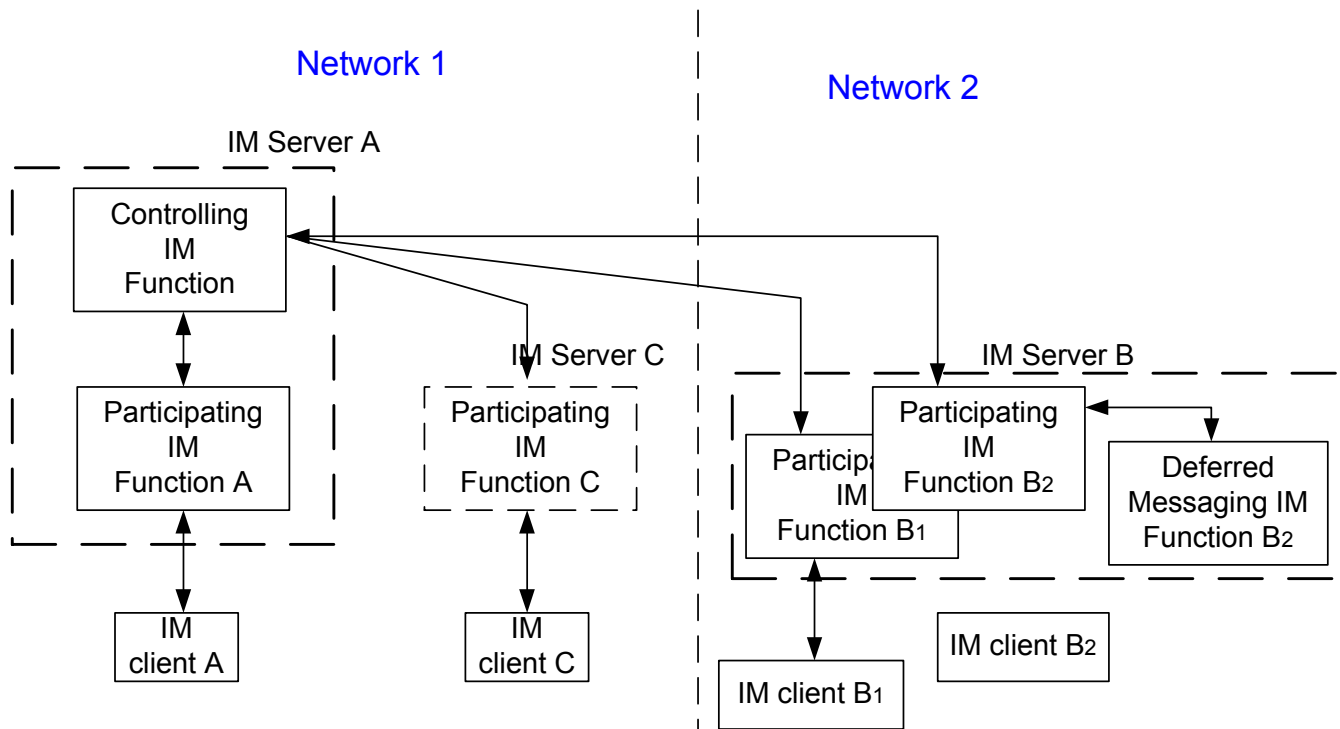 Network 1
Network 2
IM Server A
Controlling
IM
Function
IM Server C
IM Server B
Participating
IM
Function A
Participating
IM
Function C
Participa
IM
Function B1
Participating
IM
Function B2
Deferred
Messaging IM
Function B2
IM
client A
IM
client C
IM client B1
IM client B2